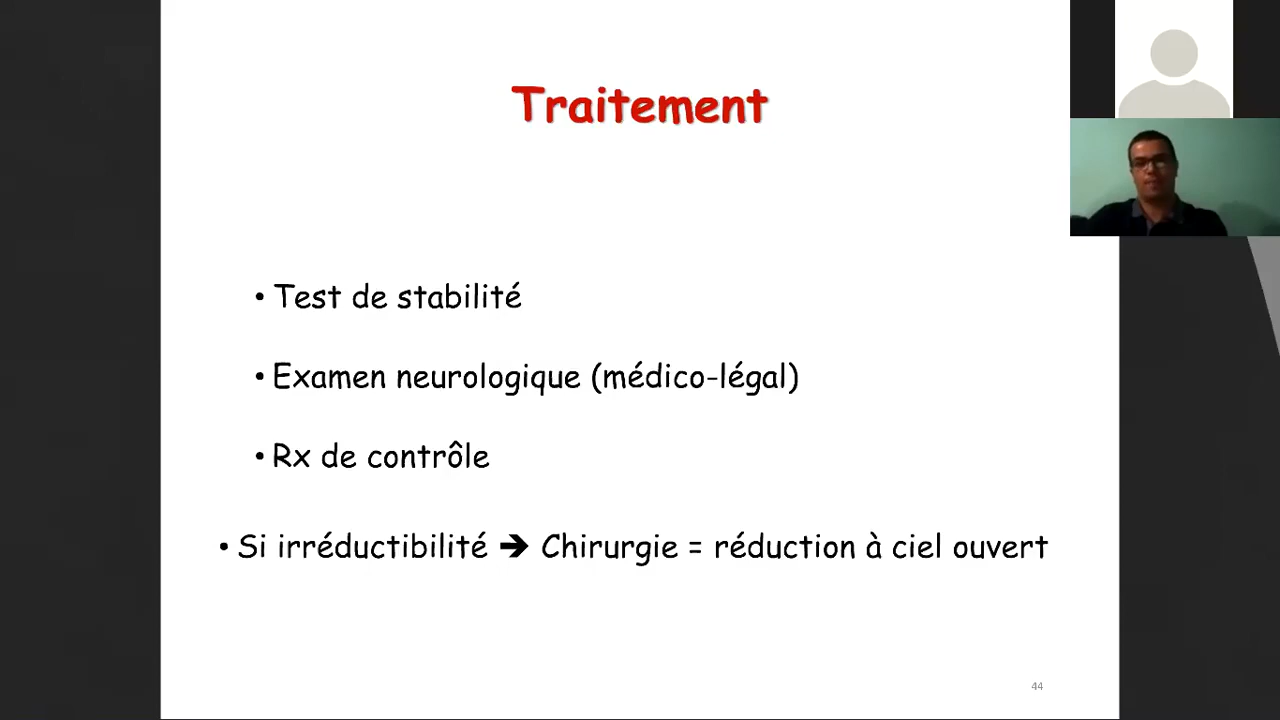 Traitement
• Test de stabilité
• Examen neurologique (médico-légal)
• Rx de contrôle
• Si irréductibilité ➔ Chirurgie = réduction à ciel ouvert
44